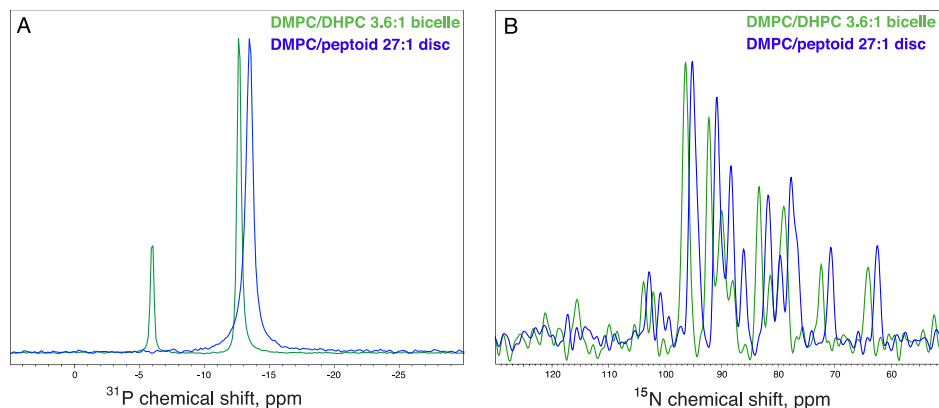 A
DMPC/DHPC 3.6:1 bicelle
DMPC/peptoid 27:1 disc
0 -5 -10 -15 -20 -25
31P chemical shift, ppm
B
DMPC/DHPC 3.6:1 bicelle
DMPC/peptoid 27:1 disc
120 100 90 80 70 60
15N chemical shift, ppm